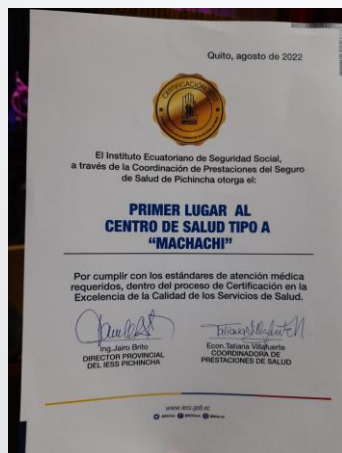 Quito, agosto de 2022
CERTIFICACIÓN
El Instituto Ecuatoriano de Seguridad Social,
a través de la Coordinación de Prestaciones del Seguro
de Salud de Pichincha otorga el:
PRIMER LUGAR AL
CENTRO DE SALUD TIPO A
“MACHACHI”
Por cumplir con los estándares de atención médica
requeridos, dentro del proceso de Certificación en la
Excelencia de la Calidad de los Servicios de Salud.
Ing.Jairo Brito
DIRECTOR PROVINCIAL
DEL IESS PICHINCHA
Econ.Tatiana Villafuerte
COORDINADORA DE
PRESTACIONES DE SALUD
www.iess.gob.ec